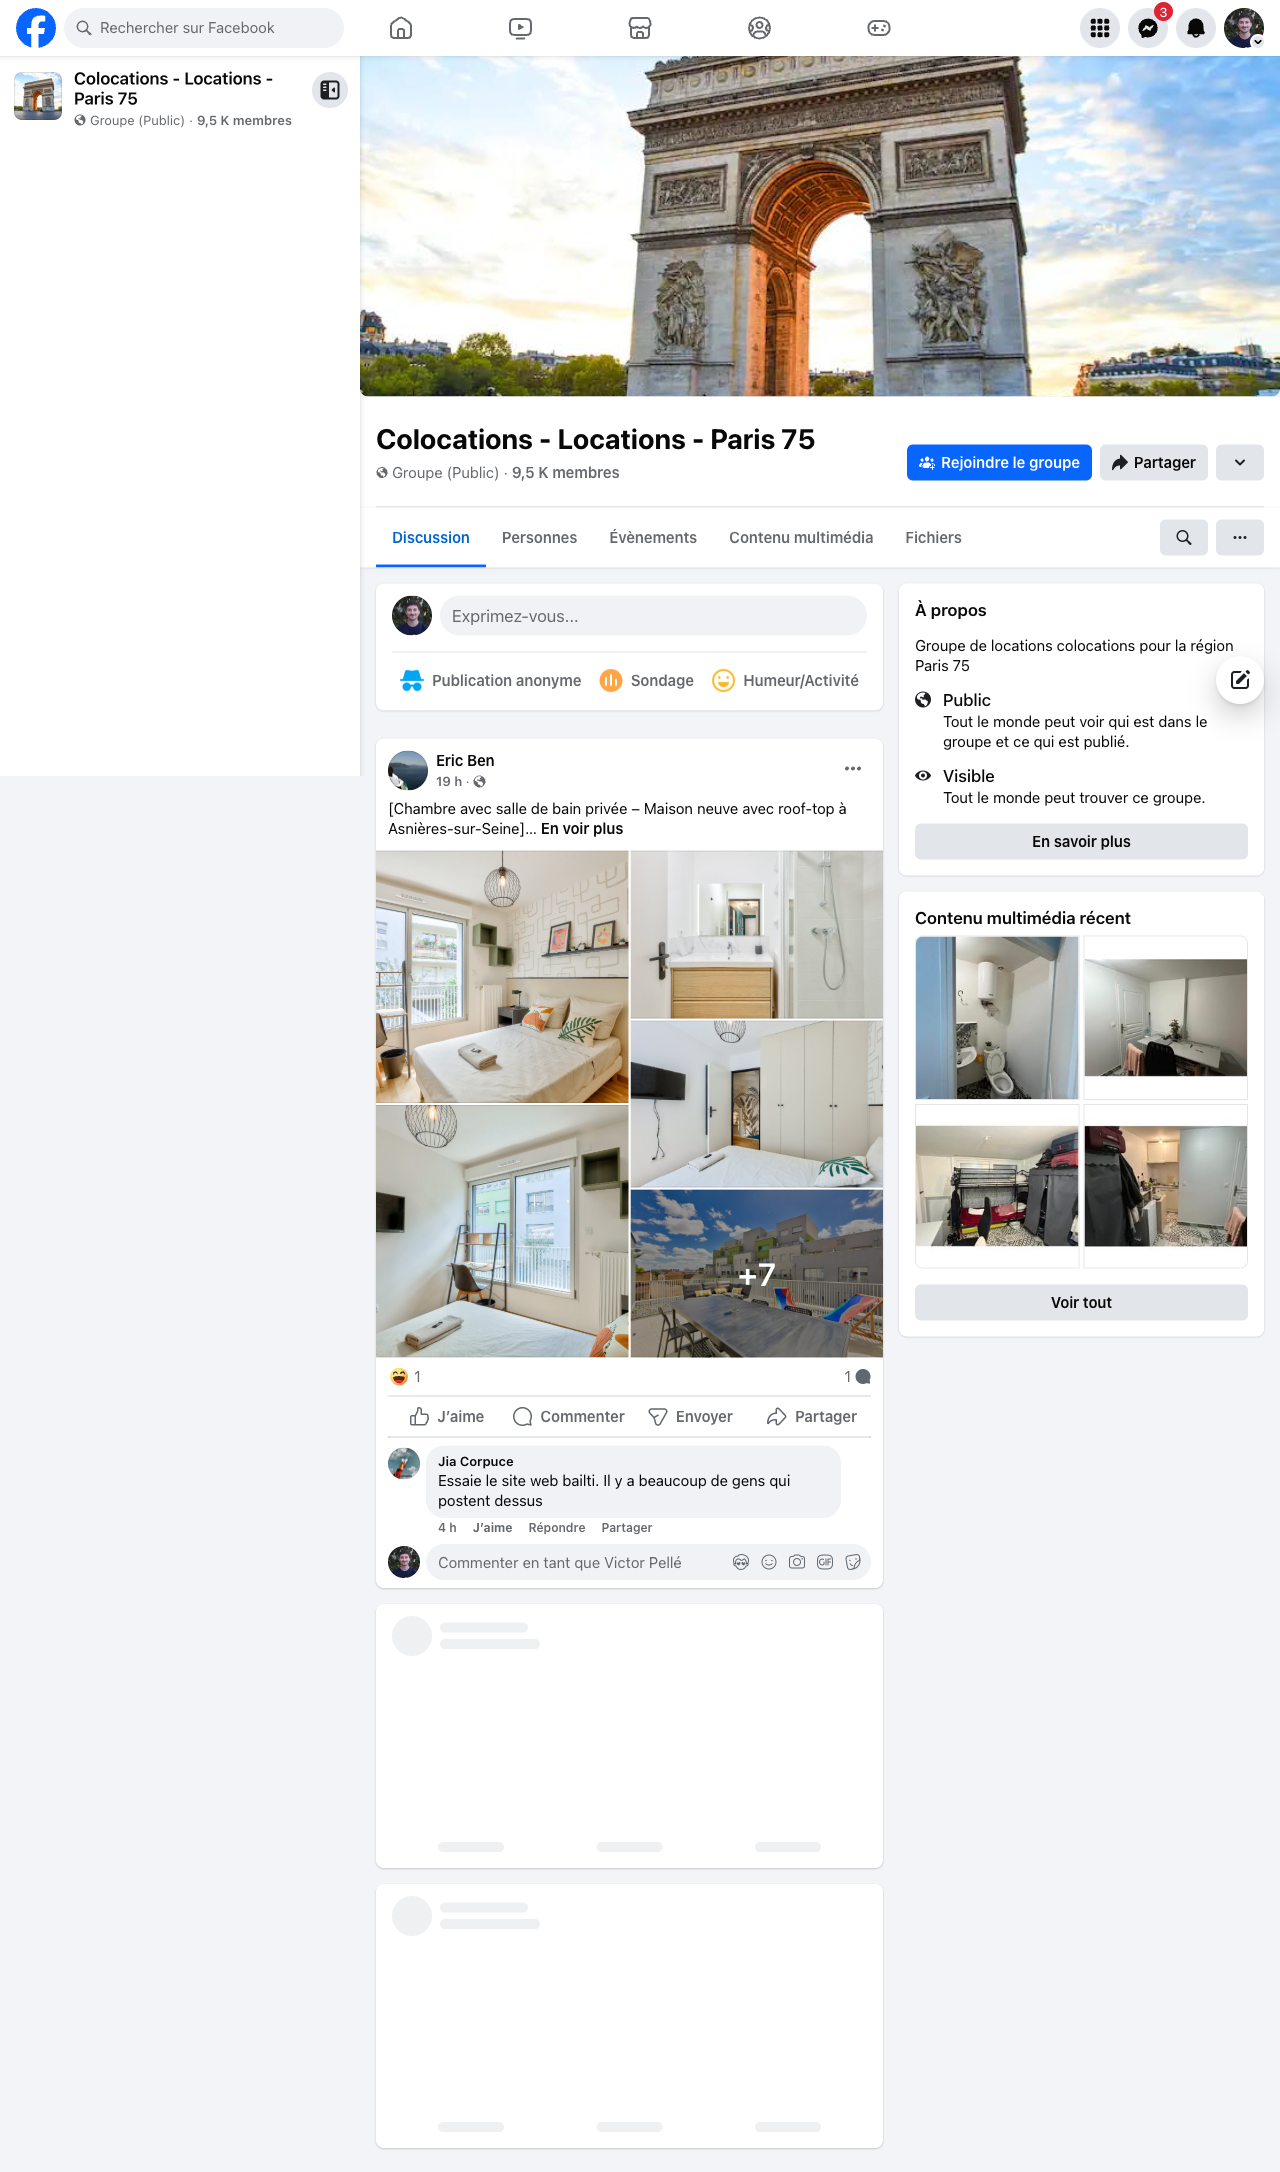 Rechercher sur Facebook
3
Colocations - Locations -
Paris 75
Groupe (Public) · 9,5 K membres
Colocations - Locations - Paris 75
Groupe (Public) · 9,5 K membres
Rejoindre le groupe
Partager
Discussion
Personnes
Évènements
Contenu multimédia
Fichiers
Exprimez-vous...
Publication anonyme
Sondage
Humeur/Activité
Eric Ben
19 h ·
[Chambre avec salle de bain privée – Maison neuve avec roof-top à
Asnières-sur-Seine]... En voir plus
+7
1
1
J’aime
Commenter
Envoyer
Partager
Jia Corpuce
Essaie le site web bailti. Il y a beaucoup de gens qui
postent dessus
4 h
J’aime
Répondre
Partager
Commenter en tant que Victor Pellé
GIF
À propos
Groupe de locations colocations pour la région
Paris 75
Public
Tout le monde peut voir qui est dans le
groupe et ce qui est publié.
Visible
Tout le monde peut trouver ce groupe.
En savoir plus
Contenu multimédia récent
Voir tout